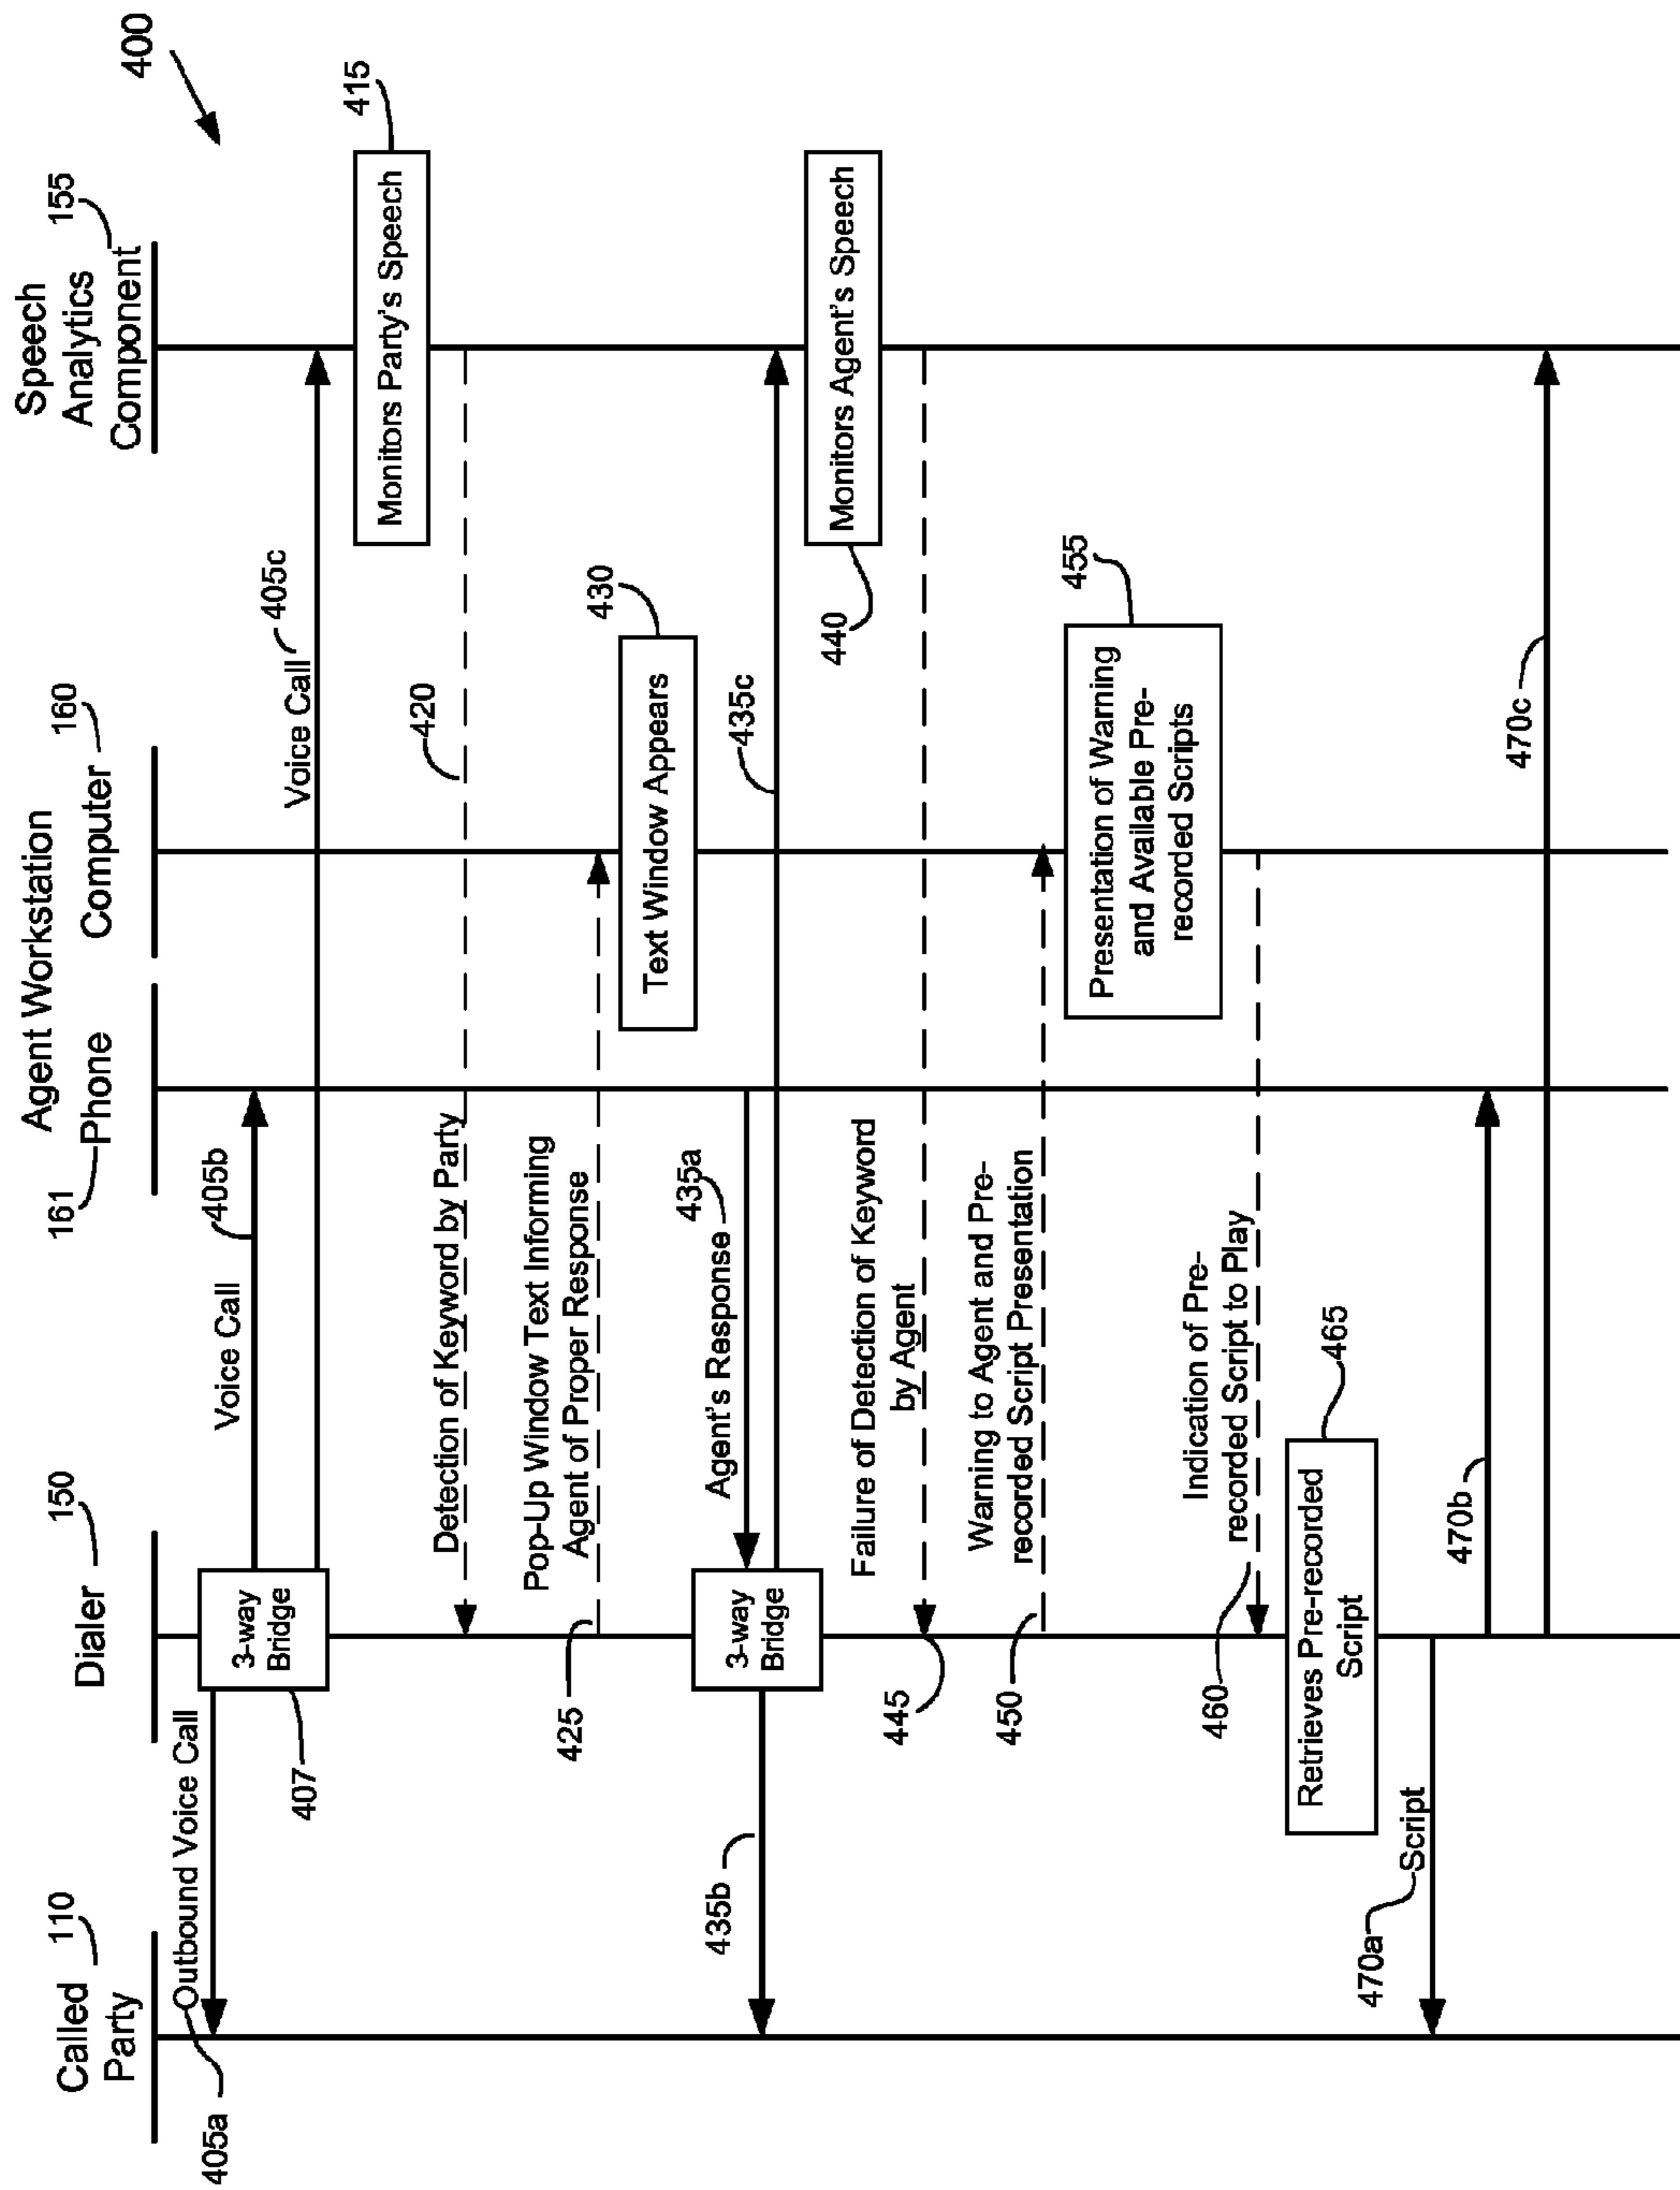 400
Called
Party
110
Dialer
150
Agent Workstation
161
Phone
Computer
160
Speech
Analytics
Component
155
405a
Outbound Voice Call
3-way
Bridge
407
Voice Call
405b
Voice Call
405c
Monitors Party's Speech
415
Detection of Keyword by Party
420
Pop-Up Window Text Informing
Agent of Proper Response
425
Text Window Appears
430
Agent's Response
435a
3-way
Bridge
435b
435c
Monitors Agent's Speech
440
Failure of Detection of Keyword
by Agent
445
Warning to Agent and Pre-
recorded Script Presentation
450
Presentation of Warning
and Available Pre-
recorded Scripts
455
Indication of Pre-
recorded Script to Play
460
Retrieves Pre-recorded
Script
465
470a
Script
470b
470c